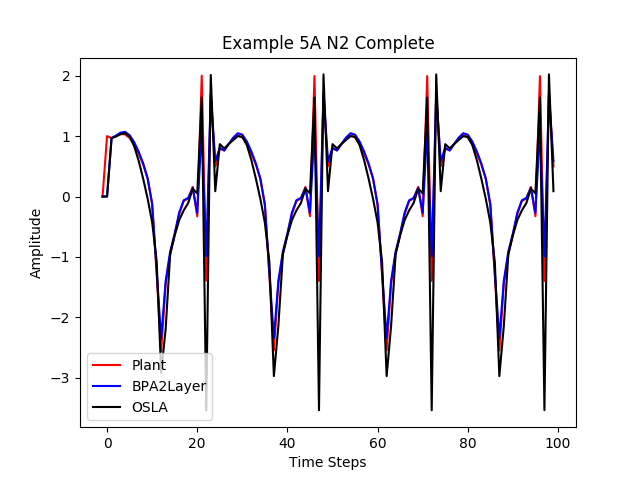 Example 5A N2 Complete
Amplitude
2
1
0
−1
−2
−3
Plant
BPA2Layer
OSLA
0 20 40 60 80 100
Time Steps